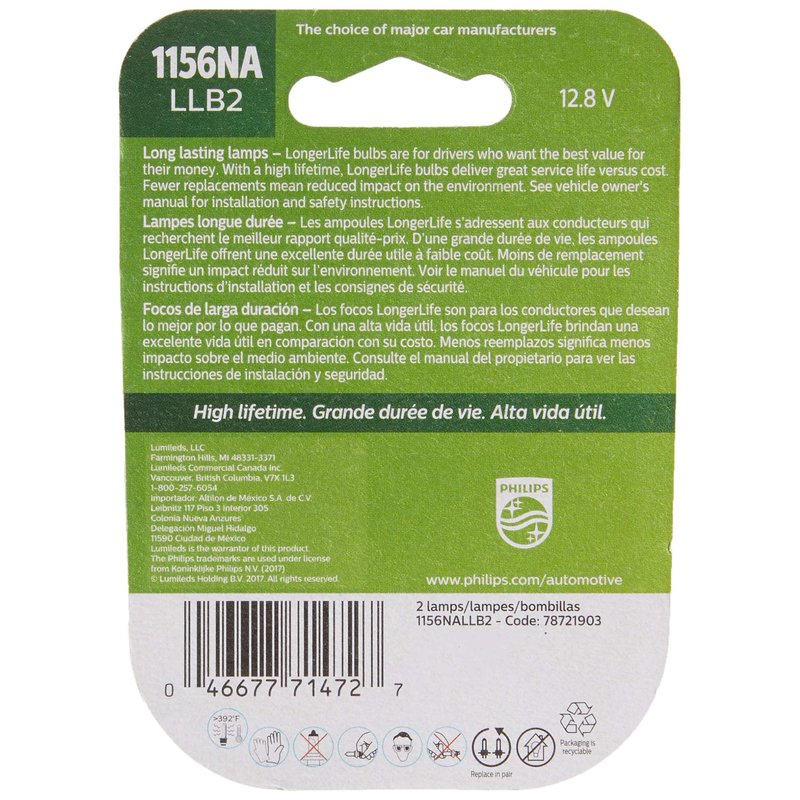 The choice of major car manufacturers
1156NA
LLB2
12.8 V
Long lasting lamps – LongerLife bulbs are for drivers who want the best value for
their money. With a high lifetime, LongerLife bulbs deliver great service life versus cost.
Fewer replacements mean reduced impact on the environment. See vehicle owner's
manual for installation and safety instructions.
Lampes longue durée – Les ampoules LongerLife s'adressent aux conducteurs qui
recherchent le meilleur rapport qualité-prix. D'une grande durée de vie, les ampoules
LongerLife offrent une excellente durée utile à faible coût. Moins de remplacement
signifie un impact réduit sur l'environnement. Voir le manuel du véhicule pour les
instructions d'installation et les consignes de sécurité.
Focos de larga duración – Los focos LongerLife son para los conductores que desean
lo mejor por lo que pagan. Con una alta vida útil, los focos LongerLife brindan una
excelente vida útil en comparación con su costo. Menos reemplazos significa menos
impacto sobre el medio ambiente. Consulte el manual del propietario para ver las
instrucciones de instalación y seguridad.
High lifetime. Grande durée de vie. Alta vida útil.
Lumileds, LLC
Farmington Hills, MI 48331-3371
Lumileds Commercial Canada Inc.
Vancouver, British Columbia, V7X 1L3
1-800-257-6054
Importador: Altilon de México S.A. de C.V.
Leibnitz 117 Piso 3 Interior 305
Colonia Nueva Anzures
Delegación Miguel Hidalgo
11590 Ciudad de México
Lumileds is the warrantor of this product.
The Philips trademarks are used under license
from Koninklijke Philips N.V. (2017)
© Lumileds Holding B.V. 2017. All rights reserved.
PHILIPS
www.philips.com/automotive
2 lamps/lampes/bombillas
1156NALLB2 - Code: 78721903
0 46677 71472 7
>392°F
Replace in pair
Packaging is
recyclable